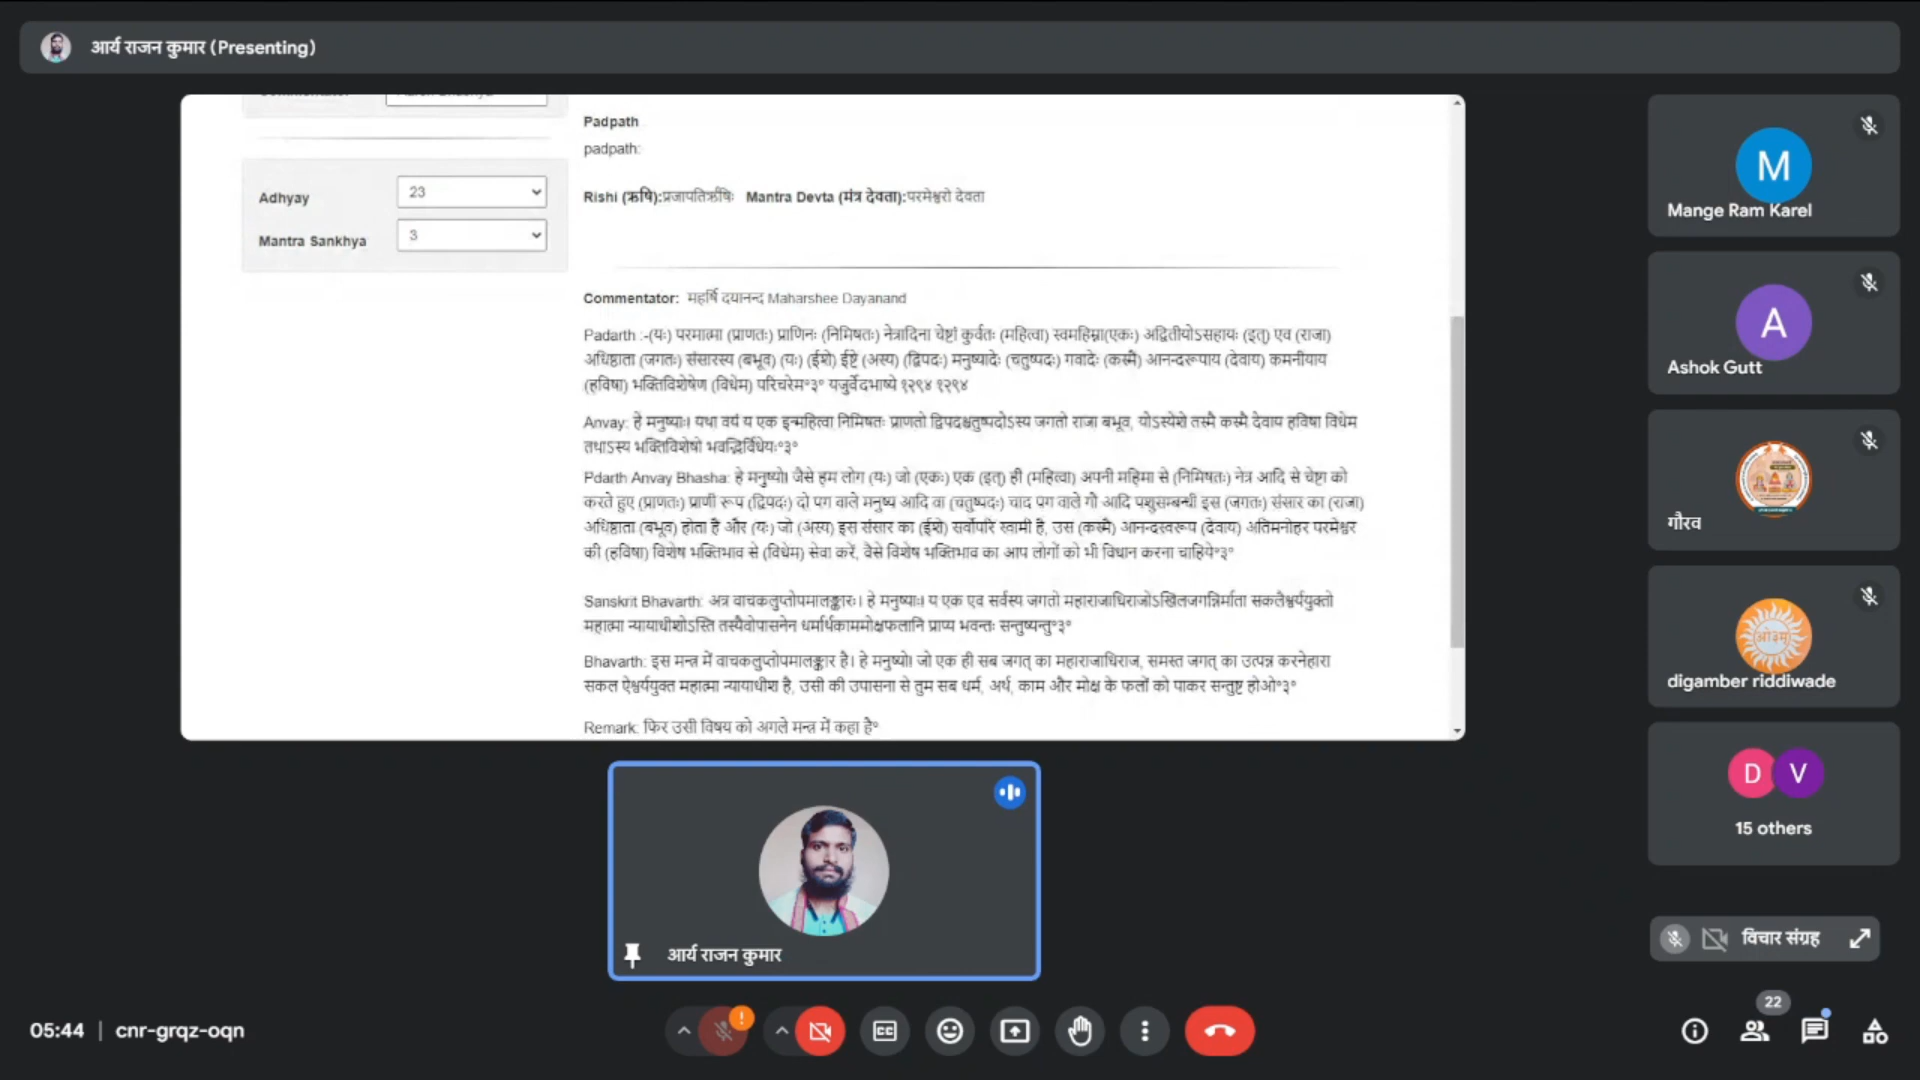 आर्य राजन कुमार (Presenting)
Padpath
padpath:
Adhyay
23
Rishi (ऋषि):प्रजापतिर्ऋषिः Mantra Devta (मंत्र देवता):परमेश्वरो देवता
Mantra Sankhya
3
Commentator: महर्षि दयानन्द Maharshee Dayanand
Padarth :-(यः) परमात्मा (प्राणतः) प्राणिनः (निमिषतः) नेत्रादिना चेष्टां कुर्वतः (महित्वा) स्वमहिम्ना(एकः) अद्वितीयोऽसहायः (इत्) एव (राजा)
अधिष्ठाता (जगतः) संसारस्य (बभूव) (यः) (ईशे) ईष्टे (अस्य) (द्विपदः) मनुष्यादेः (चतुष्पदः) गवादेः (कस्मै) आनन्दरूपाय (देवाय) कमनीयाय
(हविषा) भक्तिविशेषेण (विधेम) परिचरेम॰३॰ यजुर्वेदभाष्ये १२९४ १२९४
Anvay: हे मनुष्याः। यथा वयं य एक इन्महित्वा निमिषतः प्राणतो द्विपदश्चतुष्पदोऽस्य जगतो राजा बभूव, योऽस्येशे तस्मै कस्मै देवाय हविषा विधेम
तथाऽस्य भक्तिविशेषो भवद्भिर्विधेयः॰३॰
Pdarth Anvay Bhasha: हे मनुष्यो। जैसे हम लोग (यः) जो (एकः) एक (इत्) ही (महित्वा) अपनी महिमा से (निमिषतः) नेत्र आदि से चेष्टा को
करते हुए (प्राणतः) प्राणी रूप (द्विपदः) दो पग वाले मनुष्य आदि वा (चतुष्पदः) चाद पग वाले गौ आदि पशुसम्बन्धी इस (जगतः) संसार का (राजा)
अधिष्ठाता (बभूव) होता है और (यः) जो (अस्य) इस संसार का (ईशे) सर्वोपरि स्वामी है, उस (कस्मै) आनन्दस्वरूप (देवाय) अतिमनोहर परमेश्वर
की (हविषा) विशेष भक्तिभाव से (विधेम) सेवा करें, वैसे विशेष भक्तिभाव का आप लोगों को भी विधान करना चाहिये॰३॰
Sanskrit Bhavarth: अत्र वाचकलुप्तोपमालङ्कारः। हे मनुष्याः। य एक एव सर्वस्य जगतो महाराजाधिराजोऽखिलजगन्निर्माता सकलैश्वर्ययुक्तो
महात्मा न्यायाधीशोऽस्ति तस्यैवोपासनेन धर्मार्थकाममोक्षफलानि प्राप्य भवन्तः सन्तुष्यन्तु॰३॰
Bhavarth: इस मन्त्र में वाचकलुप्तोपमालङ्कार है। हे मनुष्यो। जो एक ही सब जगत् का महाराजाधिराज, समस्त जगत् का उत्पन्न करनेहारा
सकल ऐश्वर्ययुक्त महात्मा न्यायाधीश है, उसी की उपासना से तुम सब धर्म, अर्थ, काम और मोक्ष के फलों को पाकर सन्तुष्ट होओ॰३॰
Remark: फिर उसी विषय को अगले मन्त्र में कहा है॰
M
Mange Ram Karel
A
Ashok Gutt
गौरव
ओ३म्
digamber riddiwade
D V
15 others
आर्य राजन कुमार
विचार संग्रह
22
05:44 | cnr-grqz-oqn